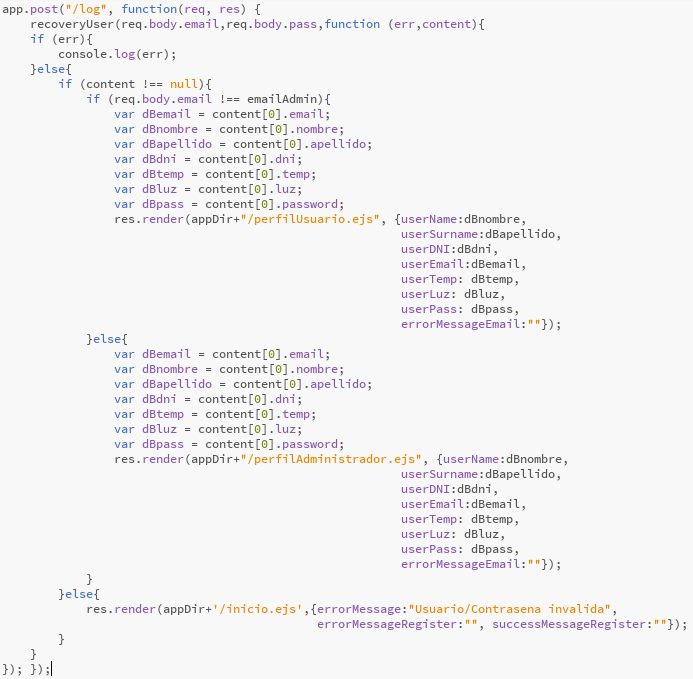 app.post("/log", function(req, res) {
    recoveryUser(req.body.email,req.body.pass,function (err,content){
    if (err){
        console.log(err);
    }else{
        if (content !== null){
            if (req.body.email !== emailAdmin){
                var dBemail = content[0].email;
                var dBnombre = content[0].nombre;
                var dBapellido = content[0].apellido;
                var dBdni = content[0].dni;
                var dBtemp = content[0].temp;
                var dBluz = content[0].luz;
                var dBpass = content[0].password;
                res.render(appDir+"/perfilUsuario.ejs", {userName:dBnombre,
                                                         userSurname:dBapellido,
                                                         userDNI:dBdni,
                                                         userEmail:dBemail,
                                                         userTemp: dBtemp,
                                                         userLuz: dBluz,
                                                         userPass: dBpass,
                                                         errorMessageEmail:""});
            }else{
                var dBemail = content[0].email;
                var dBnombre = content[0].nombre;
                var dBapellido = content[0].apellido;
                var dBdni = content[0].dni;
                var dBtemp = content[0].temp;
                var dBluz = content[0].luz;
                var dBpass = content[0].password;
                res.render(appDir+"/perfilAdministrador.ejs", {userName:dBnombre,
                                                         userSurname:dBapellido,
                                                         userDNI:dBdni,
                                                         userEmail:dBemail,
                                                         userTemp: dBtemp,
                                                         userLuz: dBluz,
                                                         userPass: dBpass,
                                                         errorMessageEmail:""});
            }
        }else{
            res.render(appDir+'/inicio.ejs',{errorMessage:"Usuario/Contrasena invalida",
                                             errorMessageRegister:"", successMessageRegister:""});
        }
    }
}); });